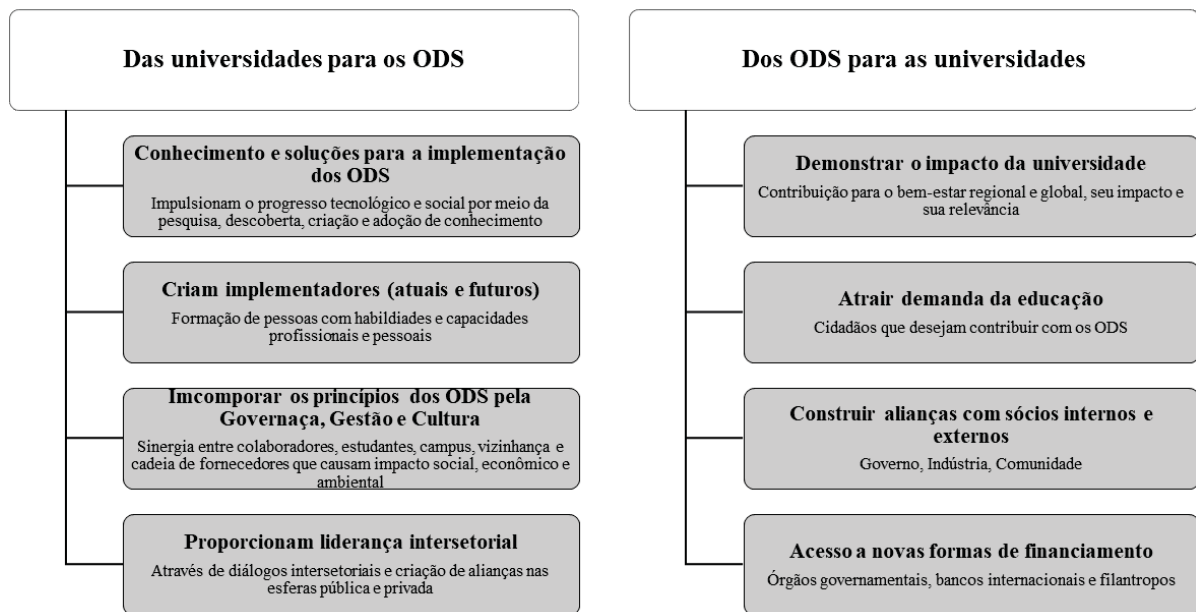 Das universidades para os ODS
Conhecimento e soluções para a implementação
dos ODS
Impulsionam o progresso tecnológico e social por meio da
pesquisa, descoberta, criação e adoção de conhecimento
Criam implementadores (atuais e futuros)
Formação de pessoas com habildiades e capacidades
profissionais e pessoais
Imcomporar os princípios dos ODS pela
Governaça, Gestão e Cultura
Sinergia entre colaboradores, estudantes, campus, vizinhança e
cadeia de fornecedores que causam impacto social, econômico e
ambiental
Proporcionam liderança intersetorial
Através de diálogos intersetoriais e criação de alianças nas
esferas pública e privada
Dos ODS para as universidades
Demonstrar o impacto da universidade
Contribuição para o bem-estar regional e global, seu impacto e
sua relevância
Atrair demanda da educação
Cidadãos que desejam contribuir com os ODS
Construir alianças com sócios internos e
externos
Governo, Indústria, Comunidade
Acesso a novas formas de financiamento
Órgãos governamentais, bancos internacionais e filantropos